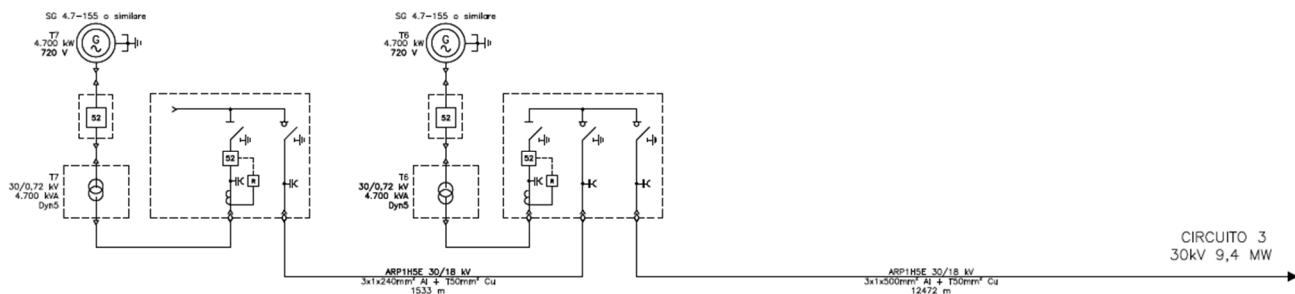 SG 4.7-155 o similare
T7
4.700 kW
720 V
G
52
52
R
T7
30/0,72 kV
4.700 kVA
Dyn5
SG 4.7-155 o similare
T6
4.700 kW
720 V
G
52
52
R
T6
30/0,72 kV
4.700 kVA
Dyn5
ARP1H5E 30/18 kV
3x1x240mm² Al + T50mm² Cu
1533 m
ARP1H5E 30/18 kV
3x1x500mm² Al + T50mm² Cu
12472 m
CIRCUITO 3
30kV 9,4 MW